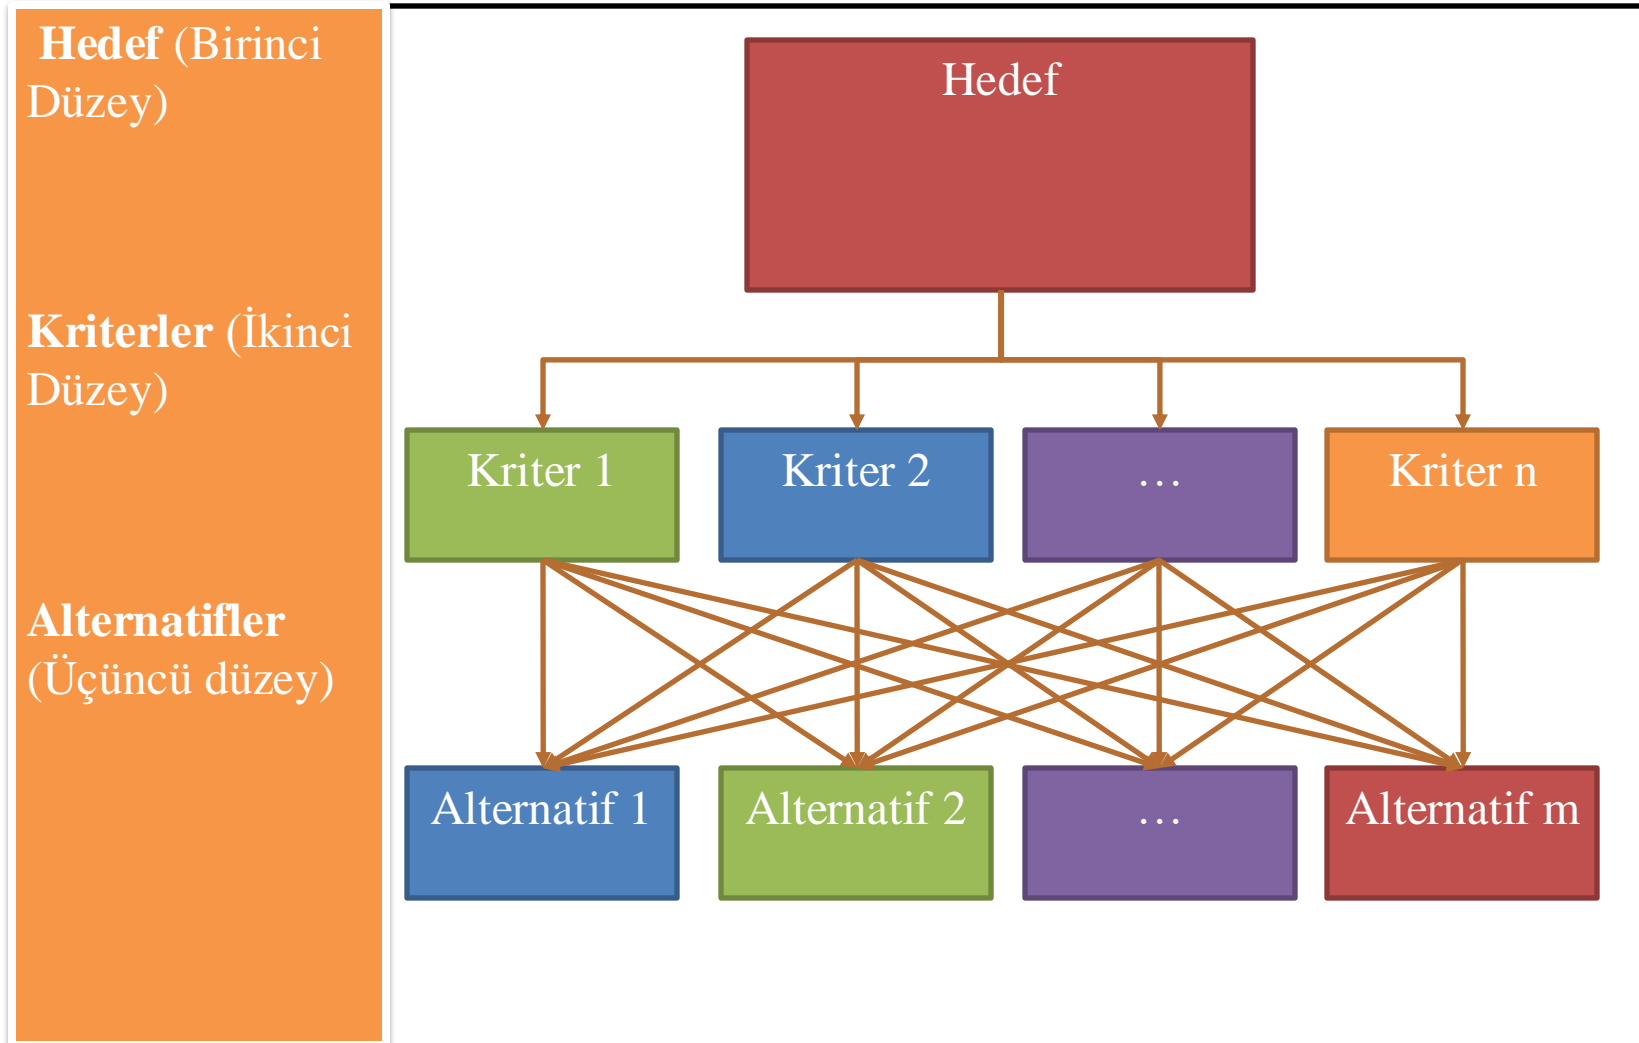 Hedef (Birinci
Düzey)
Kriterler (İkinci
Düzey)
Alternatifler
(Üçüncü düzey)
Hedef
Kriter 1
Kriter 2
…
Kriter n
Alternatif 1
Alternatif 2
…
Alternatif m